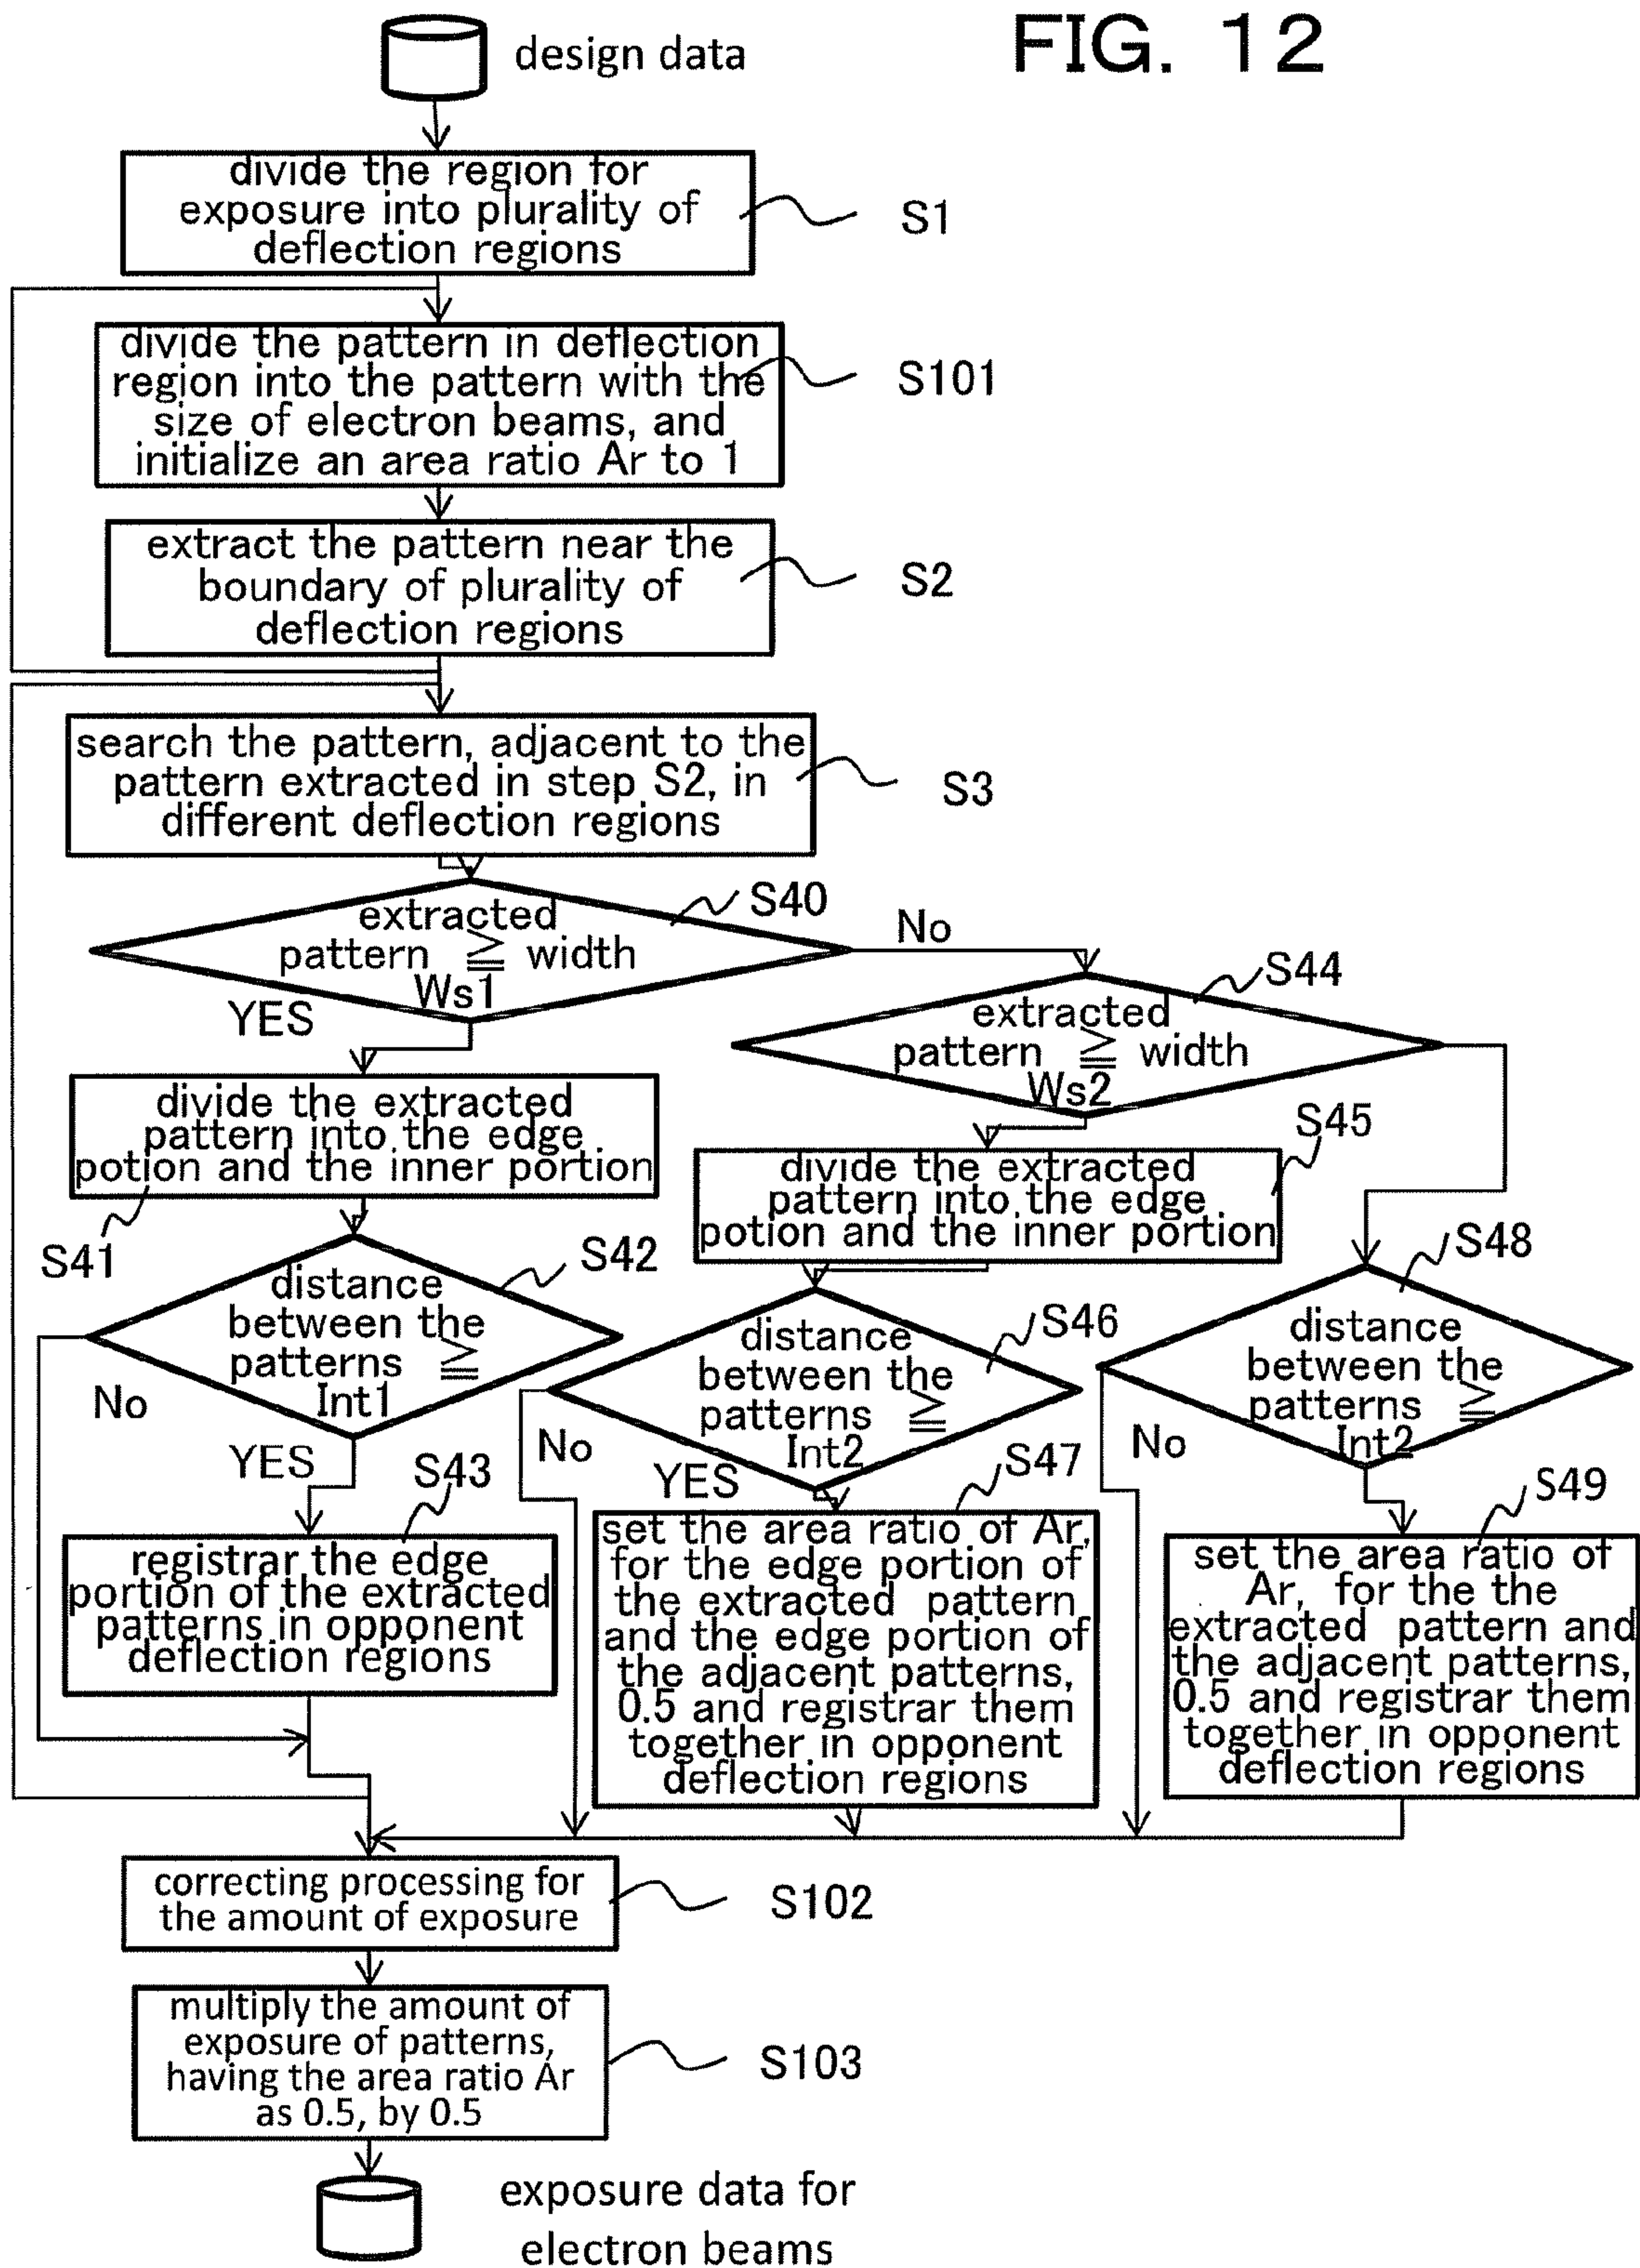 FIG. 12
design data
divide the region for
exposure into plurality of
deflection regions
S1
divide the pattern in deflection
region into the pattern with the
size of electron beams, and
initialize an area ratio Ar to 1
S101
extract the pattern near the
boundary of plurality of
deflection regions
S2
search the pattern, adjacent to the
pattern extracted in step S2, in
different deflection regions
S3
extracted
pattern ≧ width
Ws1
S40
No
YES
extracted
pattern ≧ width
Ws2
S44
divide the extracted
pattern into the edge
potion and the inner portion
S41
divide the extracted
pattern into the edge
potion and the inner portion
S45
distance
between the
patterns ≧
Int1
S42
No
YES
distance
between the
patterns ≧
Int2
S46
No
YES
distance
between the
patterns ≧
Int2
S48
No
registrar the edge
portion of the extracted
patterns in opponent
deflection regions
S43
set the area ratio of Ar,
for the edge portion of
the extracted pattern
and the edge portion of
the adjacent patterns,
0.5 and registrar them
together in opponent
deflection regions
S47
set the area ratio of
Ar, for the the
extracted pattern and
the adjacent patterns,
0.5 and registrar them
together in opponent
deflection regions
S49
correcting processing for
the amount of exposure
S102
multiply the amount of
exposure of patterns,
having the area ratio Ar
as 0.5, by 0.5
S103
exposure data for
electron beams